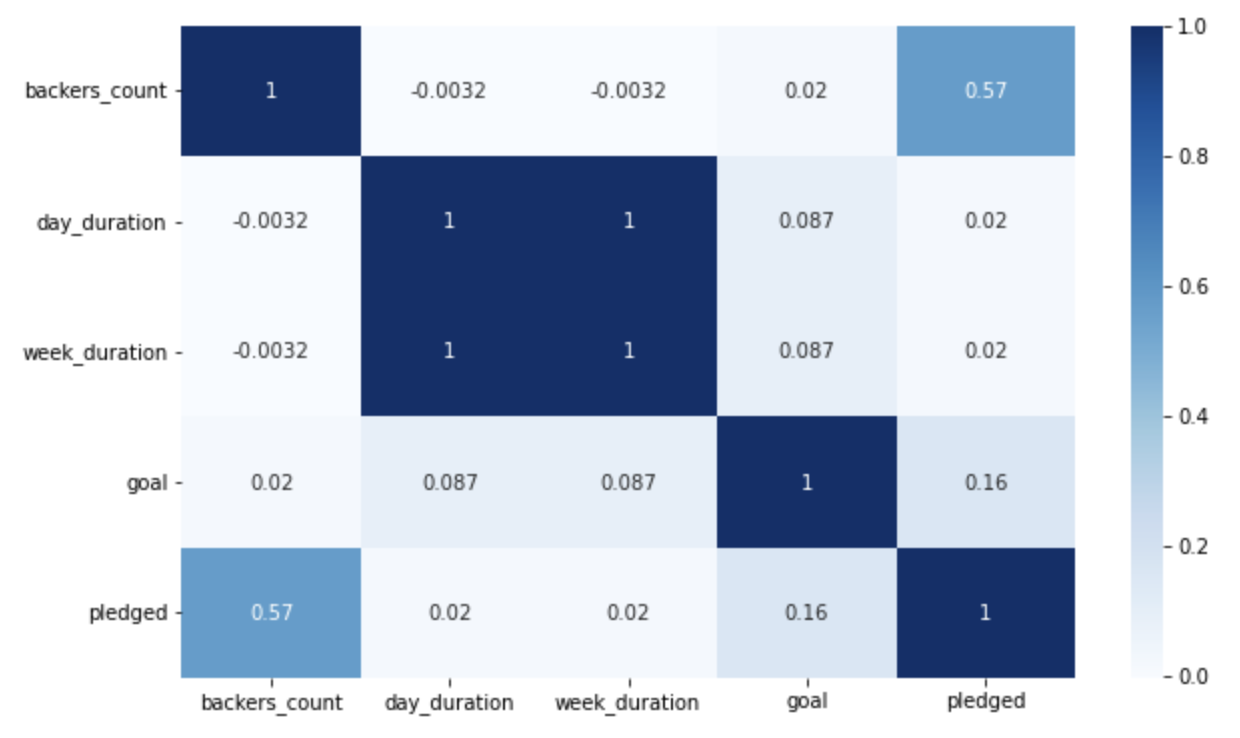 1.0
backers_count 1 -0.0032 -0.0032 0.02 0.57
0.8
day_duration -0.0032 1 1 0.087 0.02
0.6
week_duration -0.0032 1 1 0.087 0.02
0.4
goal 0.02 0.087 0.087 1 0.16
0.2
pledged 0.57 0.02 0.02 0.16 1
0.0
backers_count day_duration week_duration goal pledged